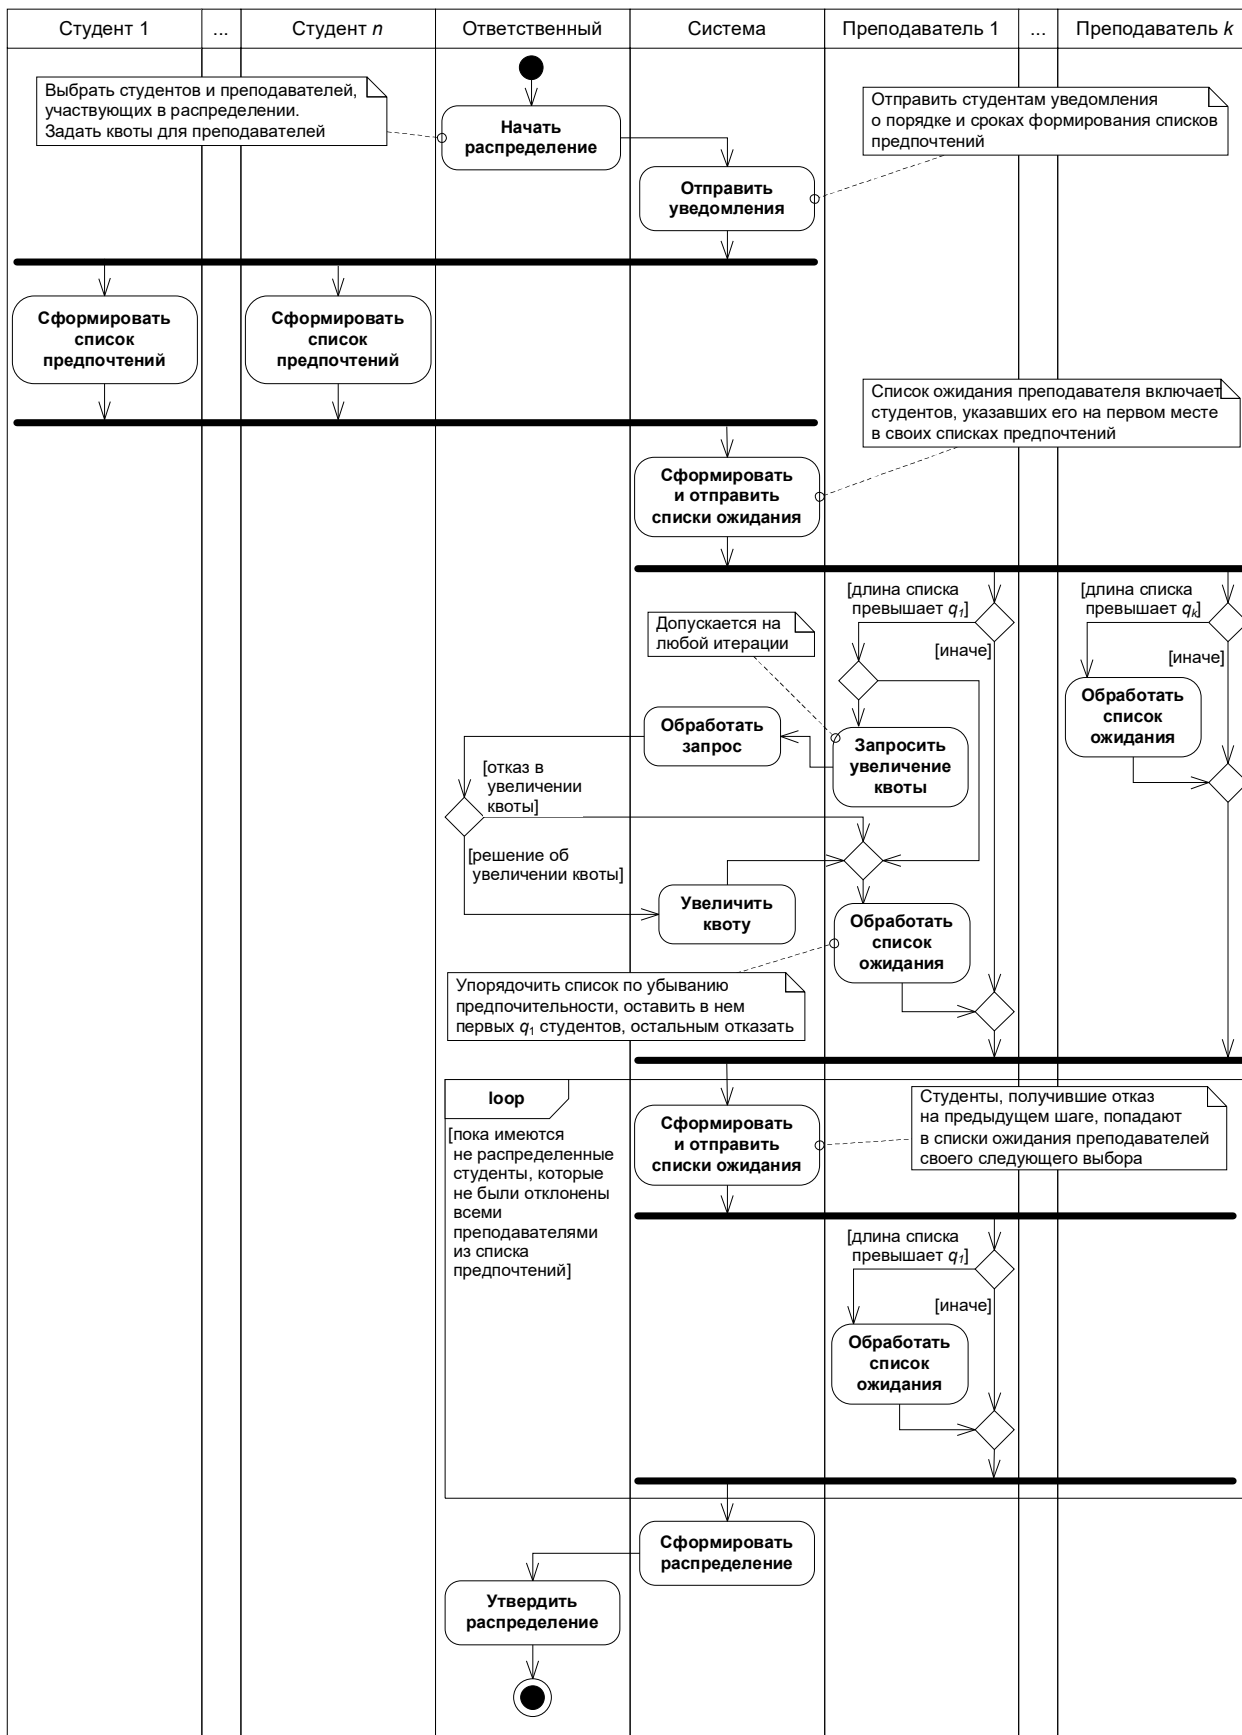 Студент 1
...
Студент n
Ответственный
Система
Преподаватель 1
...
Преподаватель k
Выбрать студентов и преподавателей,
участвующих в распределении.
Задать квоты для преподавателей
Начать
распределение
Отправить студентам уведомления
о порядке и сроках формирования списков
предпочтений
Отправить
уведомления
Сформировать
список
предпочтений
Сформировать
список
предпочтений
Список ожидания преподавателя включает
студентов, указавших его на первом месте
в своих списках предпочтений
Сформировать
и отправить
списки ожидания
[длина списка
превышает q1]
[длина списка
превышает qk]
Допускается на
любой итерации
[иначе]
[иначе]
Обработать
список
ожидания
Обработать
запрос
Запросить
увеличение
квоты
[отказ в
увеличении
квоты]
[решение об
увеличении квоты]
Увеличить
квоту
Обработать
список
ожидания
Упорядочить список по убыванию
предпочительности, оставить в нем
первых q1 студентов, остальным отказать
loop
[пока имеются
не распределенные
студенты, которые
не были отклонены
всеми
преподавателями
из списка
предпочтений]
Сформировать
и отправить
списки ожидания
Студенты, получившие отказ
на предыдущем шаге, попадают
в списки ожидания преподавателей
своего следующего выбора
[длина списка
превышает q1]
[иначе]
Обработать
список
ожидания
Сформировать
распределение
Утвердить
распределение